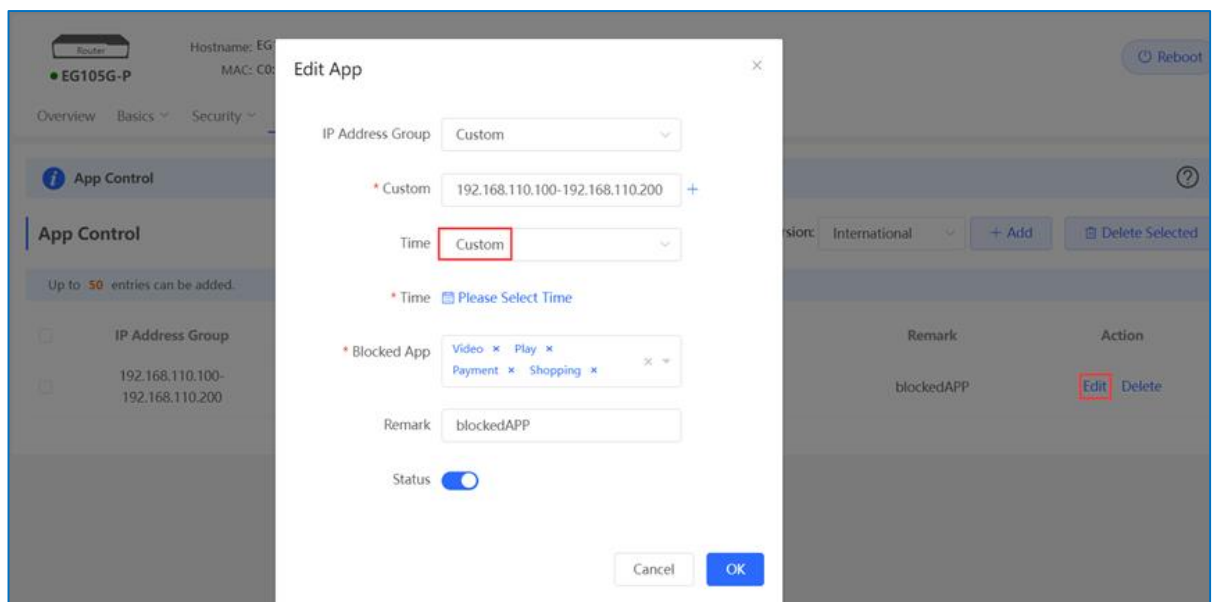 Router
Hostname: EG
EG105G-P
MAC: C0:
Reboot
Overview Basics Security
App Control
App Control
rsion: International + Add Delete Selected
Up to 50 entries can be added.
IP Address Group Remark Action
192.168.110.100-
192.168.110.200
blockedAPP Edit Delete
Edit App
IP Address Group Custom
* Custom 192.168.110.100-192.168.110.200 +
Time Custom
* Time Please Select Time
* Blocked App Video × Play ×
Payment × Shopping ×
Remark blockedAPP
Status
Cancel OK